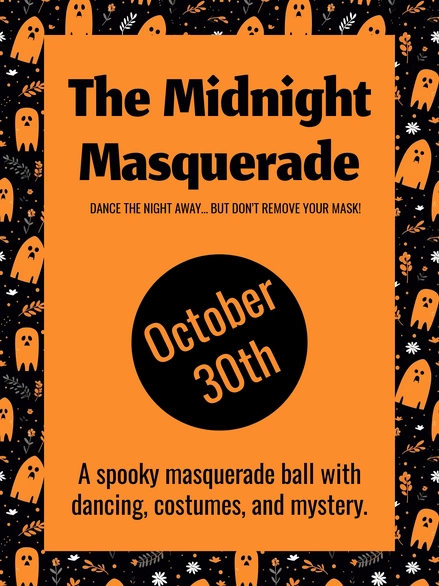 The Midnight
Masquerade
DANCE THE NIGHT AWAY... BUT DON'T REMOVE YOUR MASK!
October
30th
A spooky masquerade ball with
dancing, costumes, and mystery.